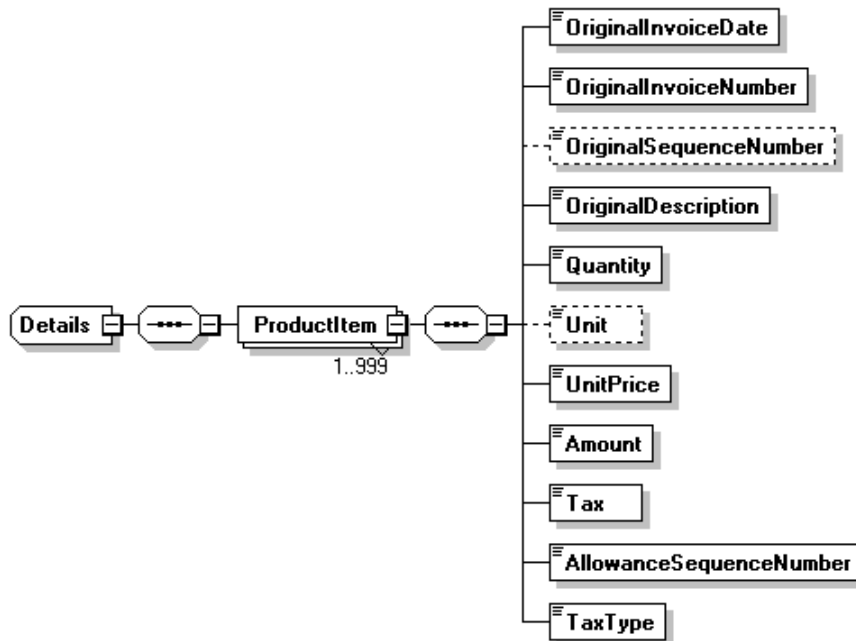 OriginalInvoiceDate
OriginalInvoiceNumber
OriginalSequenceNumber
OriginalDescription
Quantity
Details
ProductItem
1..999
Unit
UnitPrice
Amount
Tax
AllowanceSequenceNumber
TaxType